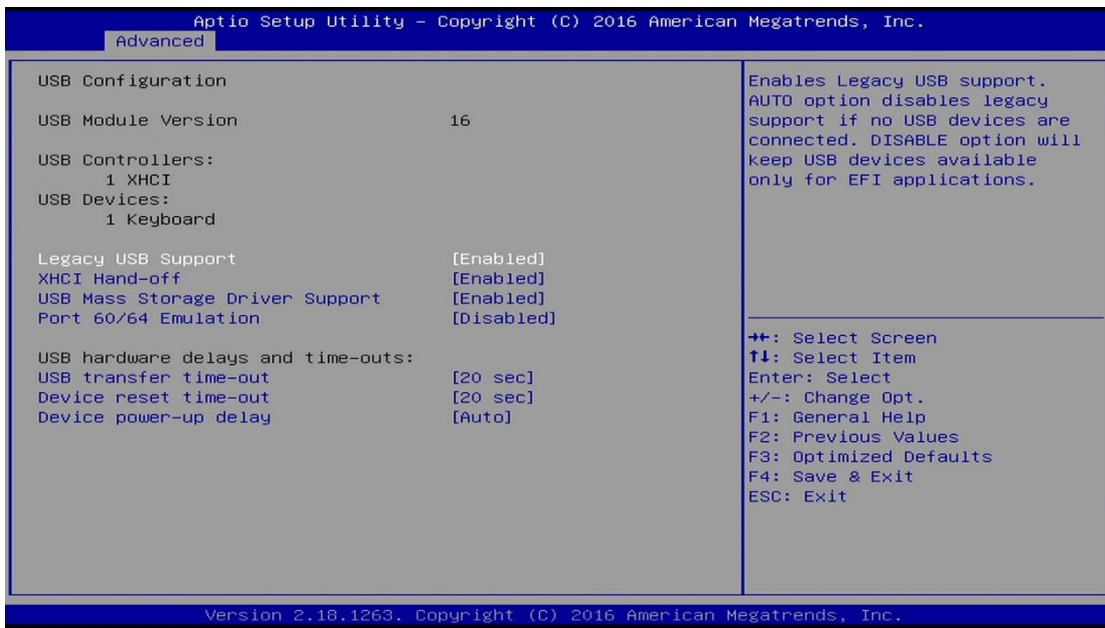 Aptio Setup Utility – Copyright (C) 2016 American Megatrends, Inc.
Advanced
USB Configuration
USB Module Version 16
USB Controllers:
1 XHCI
USB Devices:
1 Keyboard
Legacy USB Support [Enabled]
XHCI Hand-off [Enabled]
USB Mass Storage Driver Support [Enabled]
Port 60/64 Emulation [Disabled]
USB hardware delays and time-outs:
USB transfer time-out [20 sec]
Device reset time-out [20 sec]
Device power-up delay [Auto]
Enables Legacy USB support.
AUTO option disables legacy
support if no USB devices are
connected. DISABLE option will
keep USB devices available
only for EFI applications.
→←: Select Screen
↑↓: Select Item
Enter: Select
+/-: Change Opt.
F1: General Help
F2: Previous Values
F3: Optimized Defaults
F4: Save & Exit
ESC: Exit
Version 2.18.1263. Copyright (C) 2016 American Megatrends, Inc.